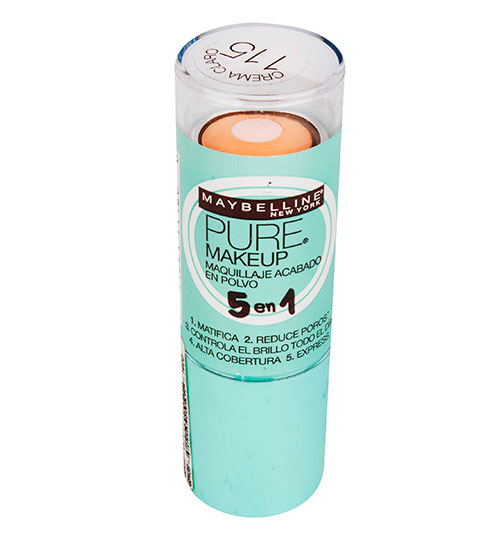 115
CREMA CLARO
MAYBELLINE
NEW YORK
PURE®
MAKEUP
MAQUILLAJE ACABADO
EN POLVO
5 en 1
1. MATIFICA 2. REDUCE POROS*
3. CONTROLA EL BRILLO TODO EL
4. ALTA COBERTURA 5. EXPRESS